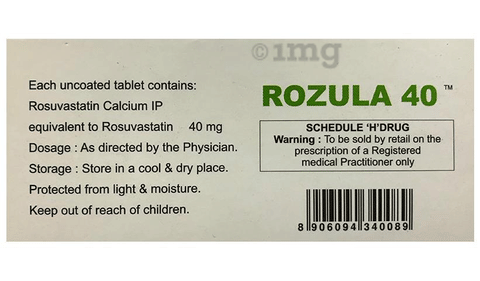 ©1mg
Each uncoated tablet contains:
Rosuvastatin Calcium IP
equivalent to Rosuvastatin 40 mg
Dosage : As directed by the Physician.
Storage : Store in a cool & dry place.
Protected from light & moisture.
Keep out of reach of children.
ROZULA 40 ™
SCHEDULE ‘H’DRUG
Warning : To be sold by retail on the
prescription of a Registered
medical Practitioner only
8 906094 340089